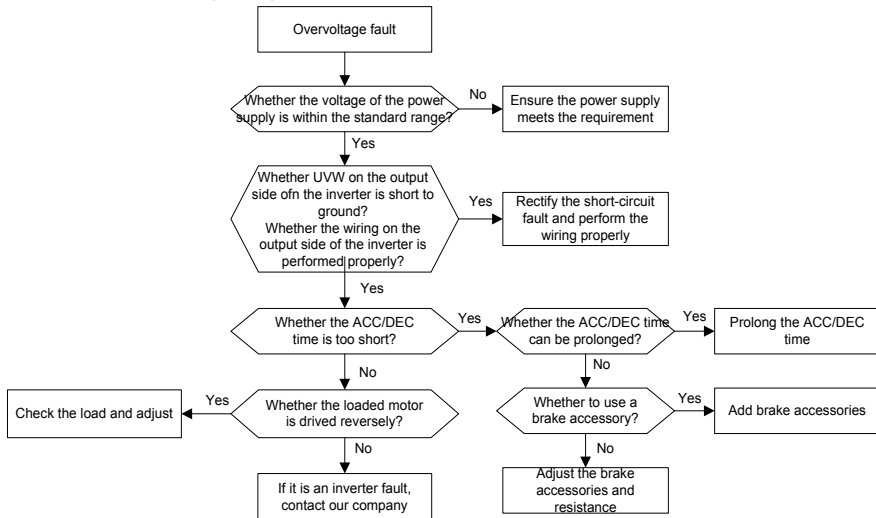 Overvoltage fault
Whether the voltage of the power
supply is within the standard range?
No
Ensure the power supply
meets the requirement
Yes
Whether UVW on the output
side ofn the inverter is short to
ground?
Whether the wiring on the
output side of the inverter is
performed properly?
Yes
Rectify the short-circuit
fault and perform the
wiring properly
Yes
Whether the ACC/DEC
time is too short?
Yes
Whether the ACC/DEC time
can be prolonged?
Yes
Prolong the ACC/DEC
time
No
No
Check the load and adjust
Yes
Whether the loaded motor
is drived reversely?
Whether to use a
brake accessory?
Yes
Add brake accessories
No
No
If it is an inverter fault,
contact our company
Adjust the brake
accessories and
resistance